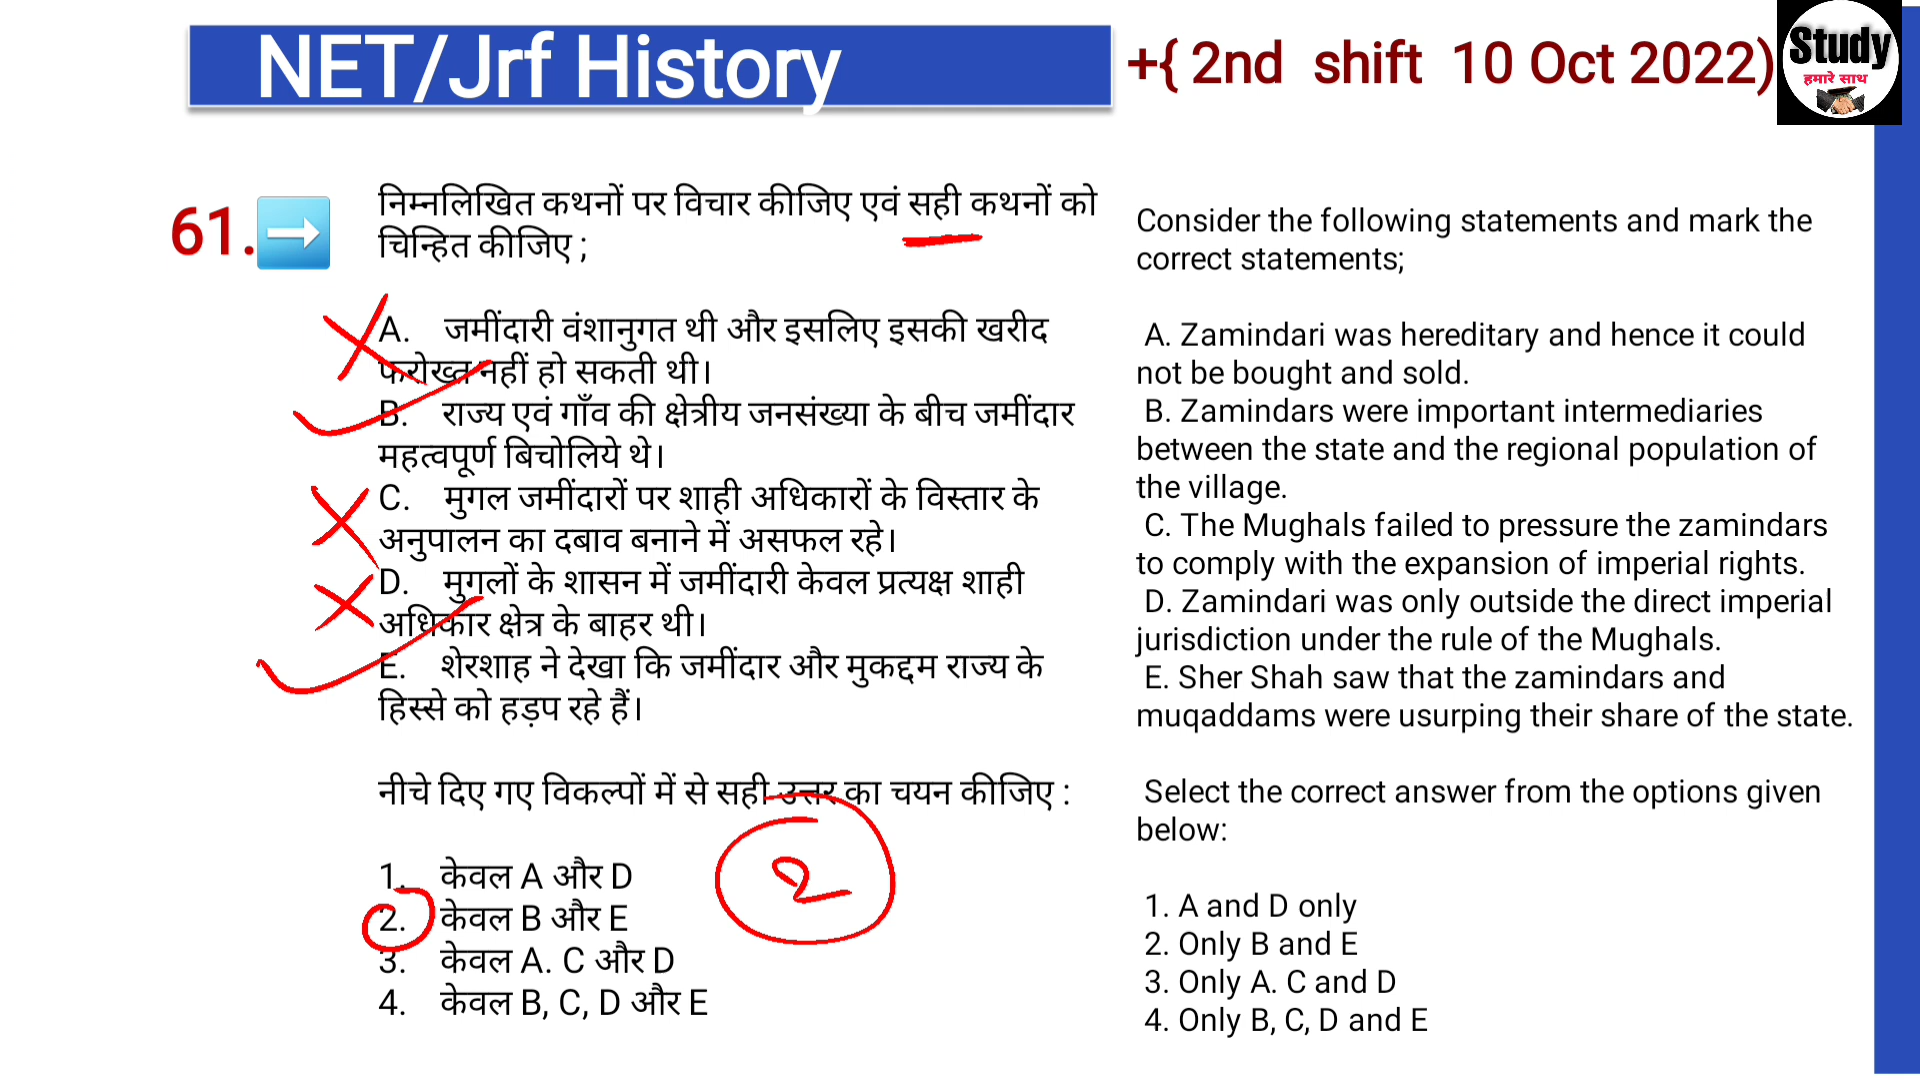 NET/Jrf History
+{ 2nd shift 10 Oct 2022)
Study
हमारे साथ
61.
निम्नलिखित कथनों पर विचार कीजिए एवं सही कथनों को
चिन्हित कीजिए ;
A. जमींदारी वंशानुगत थी और इसलिए इसकी खरीद
फरोख्त नहीं हो सकती थी।
B. राज्य एवं गाँव की क्षेत्रीय जनसंख्या के बीच जमींदार
महत्वपूर्ण बिचोलिये थे।
C. मुगल जमींदारों पर शाही अधिकारों के विस्तार के
अनुपालन का दबाव बनाने में असफल रहे।
D. मुगलों के शासन में जमींदारी केवल प्रत्यक्ष शाही
अधिकार क्षेत्र के बाहर थी।
E. शेरशाह ने देखा कि जमींदार और मुकद्दम राज्य के
हिस्से को हड़प रहे हैं।
नीचे दिए गए विकल्पों में से सही उत्तर का चयन कीजिए :
1. केवल A और D
2. केवल B और E
3. केवल A. C और D
4. केवल B, C, D और E
2
Consider the following statements and mark the
correct statements;
A. Zamindari was hereditary and hence it could
not be bought and sold.
B. Zamindars were important intermediaries
between the state and the regional population of
the village.
C. The Mughals failed to pressure the zamindars
to comply with the expansion of imperial rights.
D. Zamindari was only outside the direct imperial
jurisdiction under the rule of the Mughals.
E. Sher Shah saw that the zamindars and
muqaddams were usurping their share of the state.
Select the correct answer from the options given
below:
1. A and D only
2. Only B and E
3. Only A. C and D
4. Only B, C, D and E